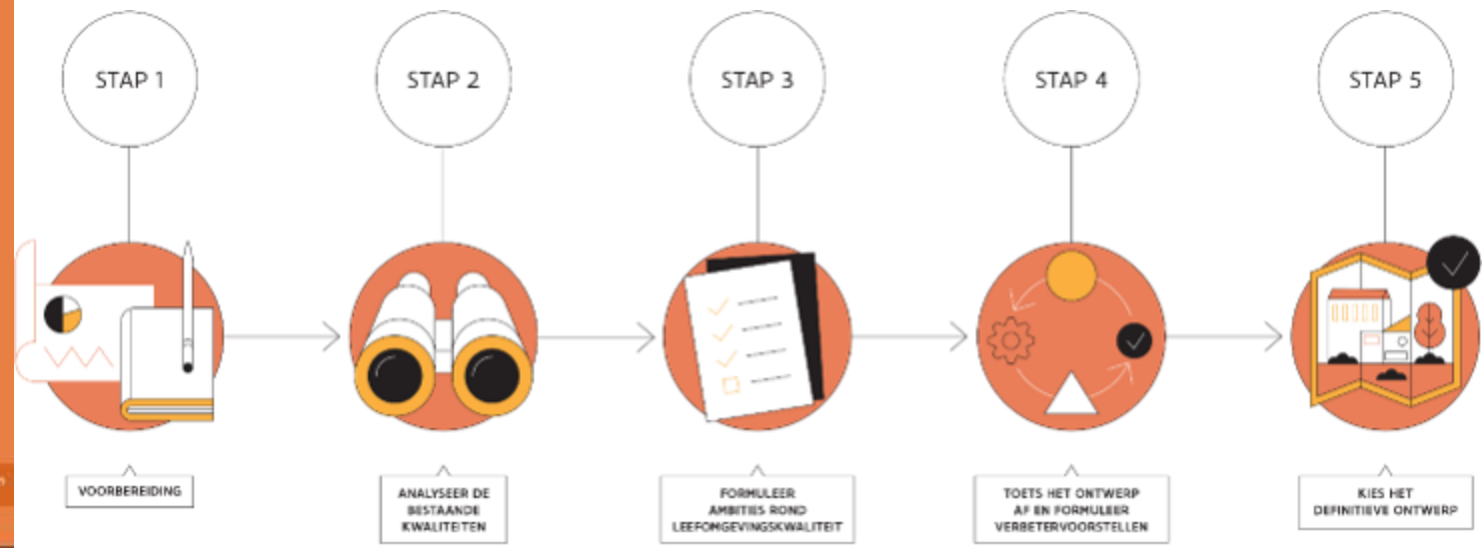 STAP 1
STAP 2
STAP 3
STAP 4
STAP 5
VOORBEREIDING
ANALYSEER DE
BESTAANDE
KWALITEITEN
FORMULEER
AMBITIES ROND
LEEFOMGEVINGSKWALITEIT
TOETS HET ONTWERP
AF EN FORMULEER
VERBETERVOORSTELLEN
KIES HET
DEFINITIEVE ONTWERP